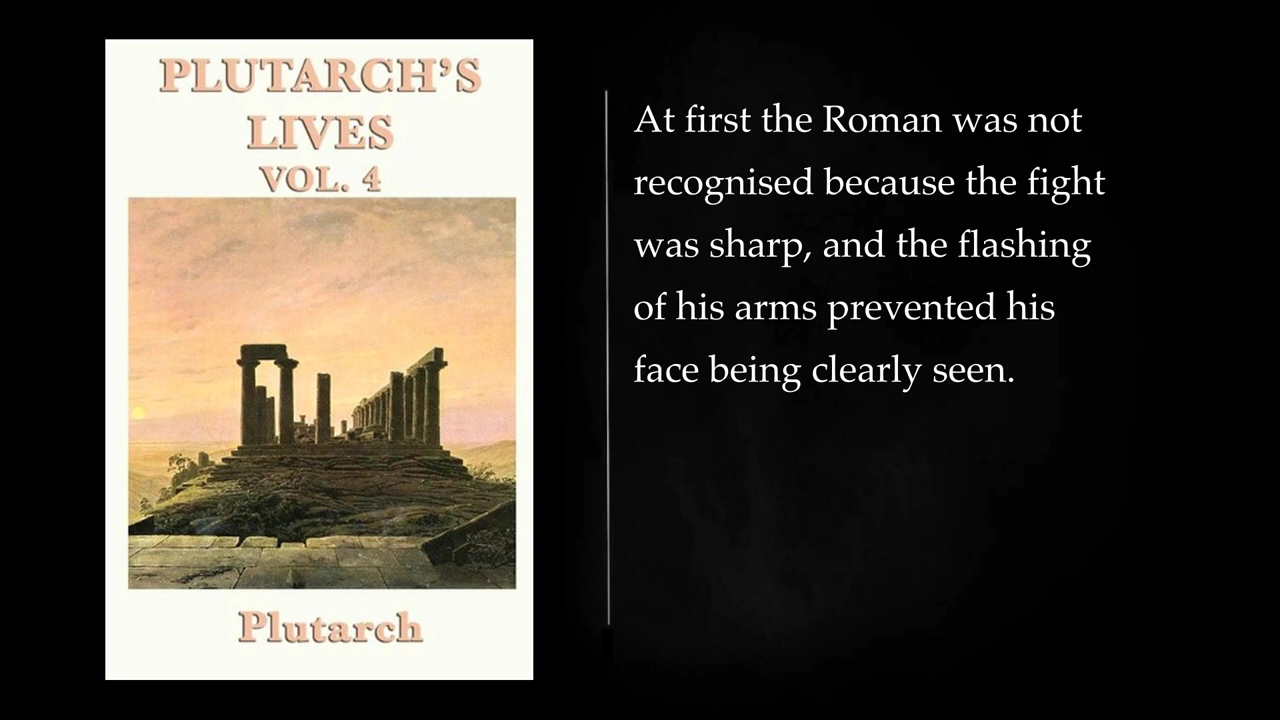 PLUTARCH'S
LIVES
VOL. 4
Plutarch
At first the Roman was not
recognised because the fight
was sharp, and the flashing
of his arms prevented his
face being clearly seen.